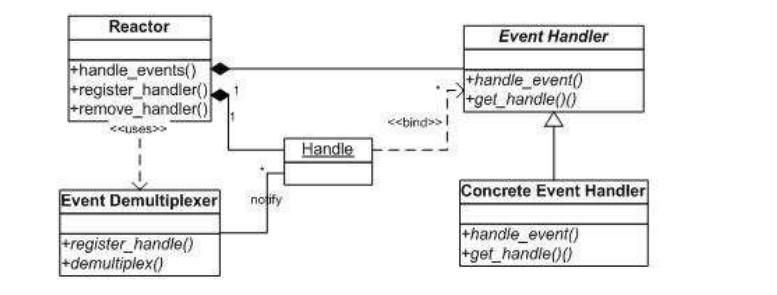 Reactor
+handle_events()
+register_handler()
+remove_handler()
1
1
<<uses>>
Event Handler
+handle_event()
+get_handle()()
*
<<bind>>
Handle
*
notify
Event Demultiplexer
+register_handle()
+demultiplex()
Concrete Event Handler
+handle_event()
+get_handle()()